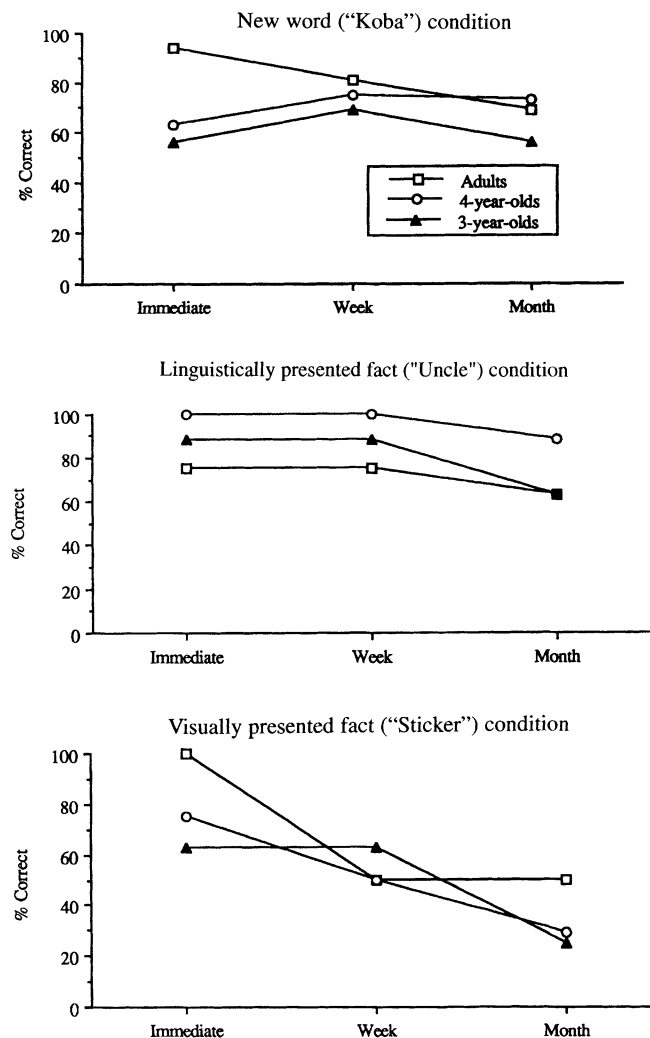 New word (“Koba”) condition
100
80
60
40
20
0
% Correct
Adults
4-year-olds
3-year-olds
Immediate Week Month
Linguistically presented fact ("Uncle") condition
100
80
60
40
20
0
% Correct
Immediate Week Month
Visually presented fact (“Sticker”) condition
100
80
60
40
20
0
% Correct
Immediate Week Month